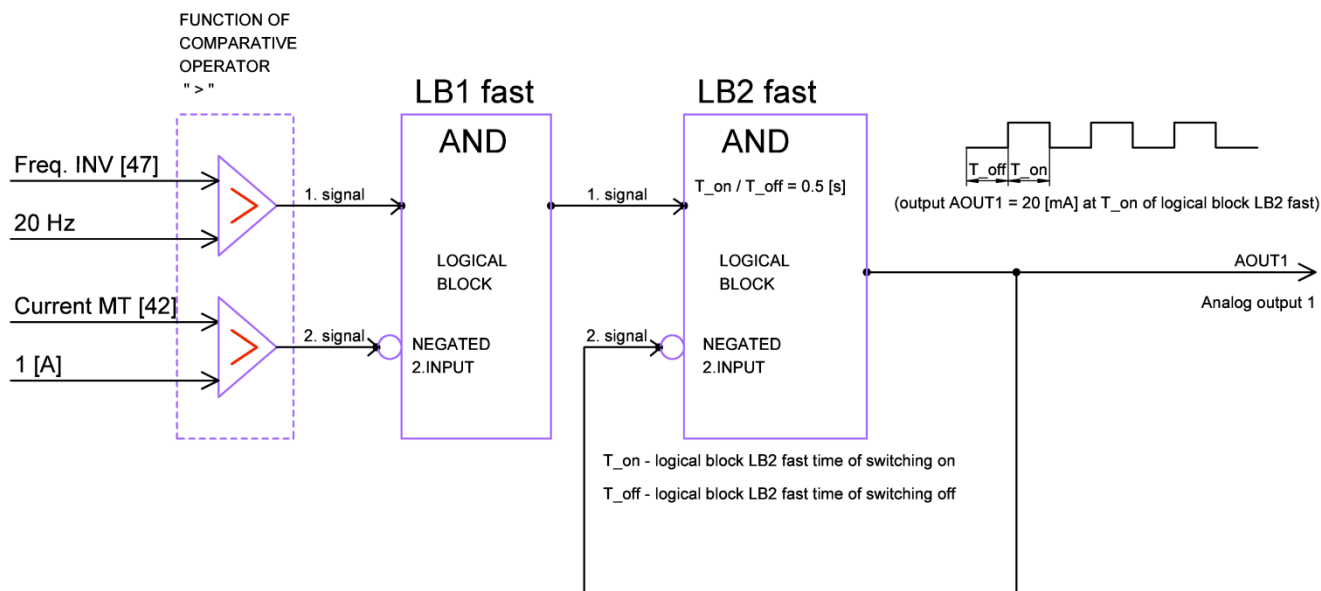 FUNCTION OF
COMPARATIVE
OPERATOR
" > "
LB1 fast
LB2 fast
AND
AND
Freq. INV [47]
20 Hz
Current MT [42]
1 [A]
>
>
1. signal
2. signal
LOGICAL
BLOCK
NEGATED
2.INPUT
1. signal
2. signal
T_on / T_off = 0.5 [s]
LOGICAL
BLOCK
NEGATED
2.INPUT
T_off T_on
(output AOUT1 = 20 [mA] at T_on of logical block LB2 fast)
AOUT1
Analog output 1
T_on - logical block LB2 fast time of switching on
T_off - logical block LB2 fast time of switching off